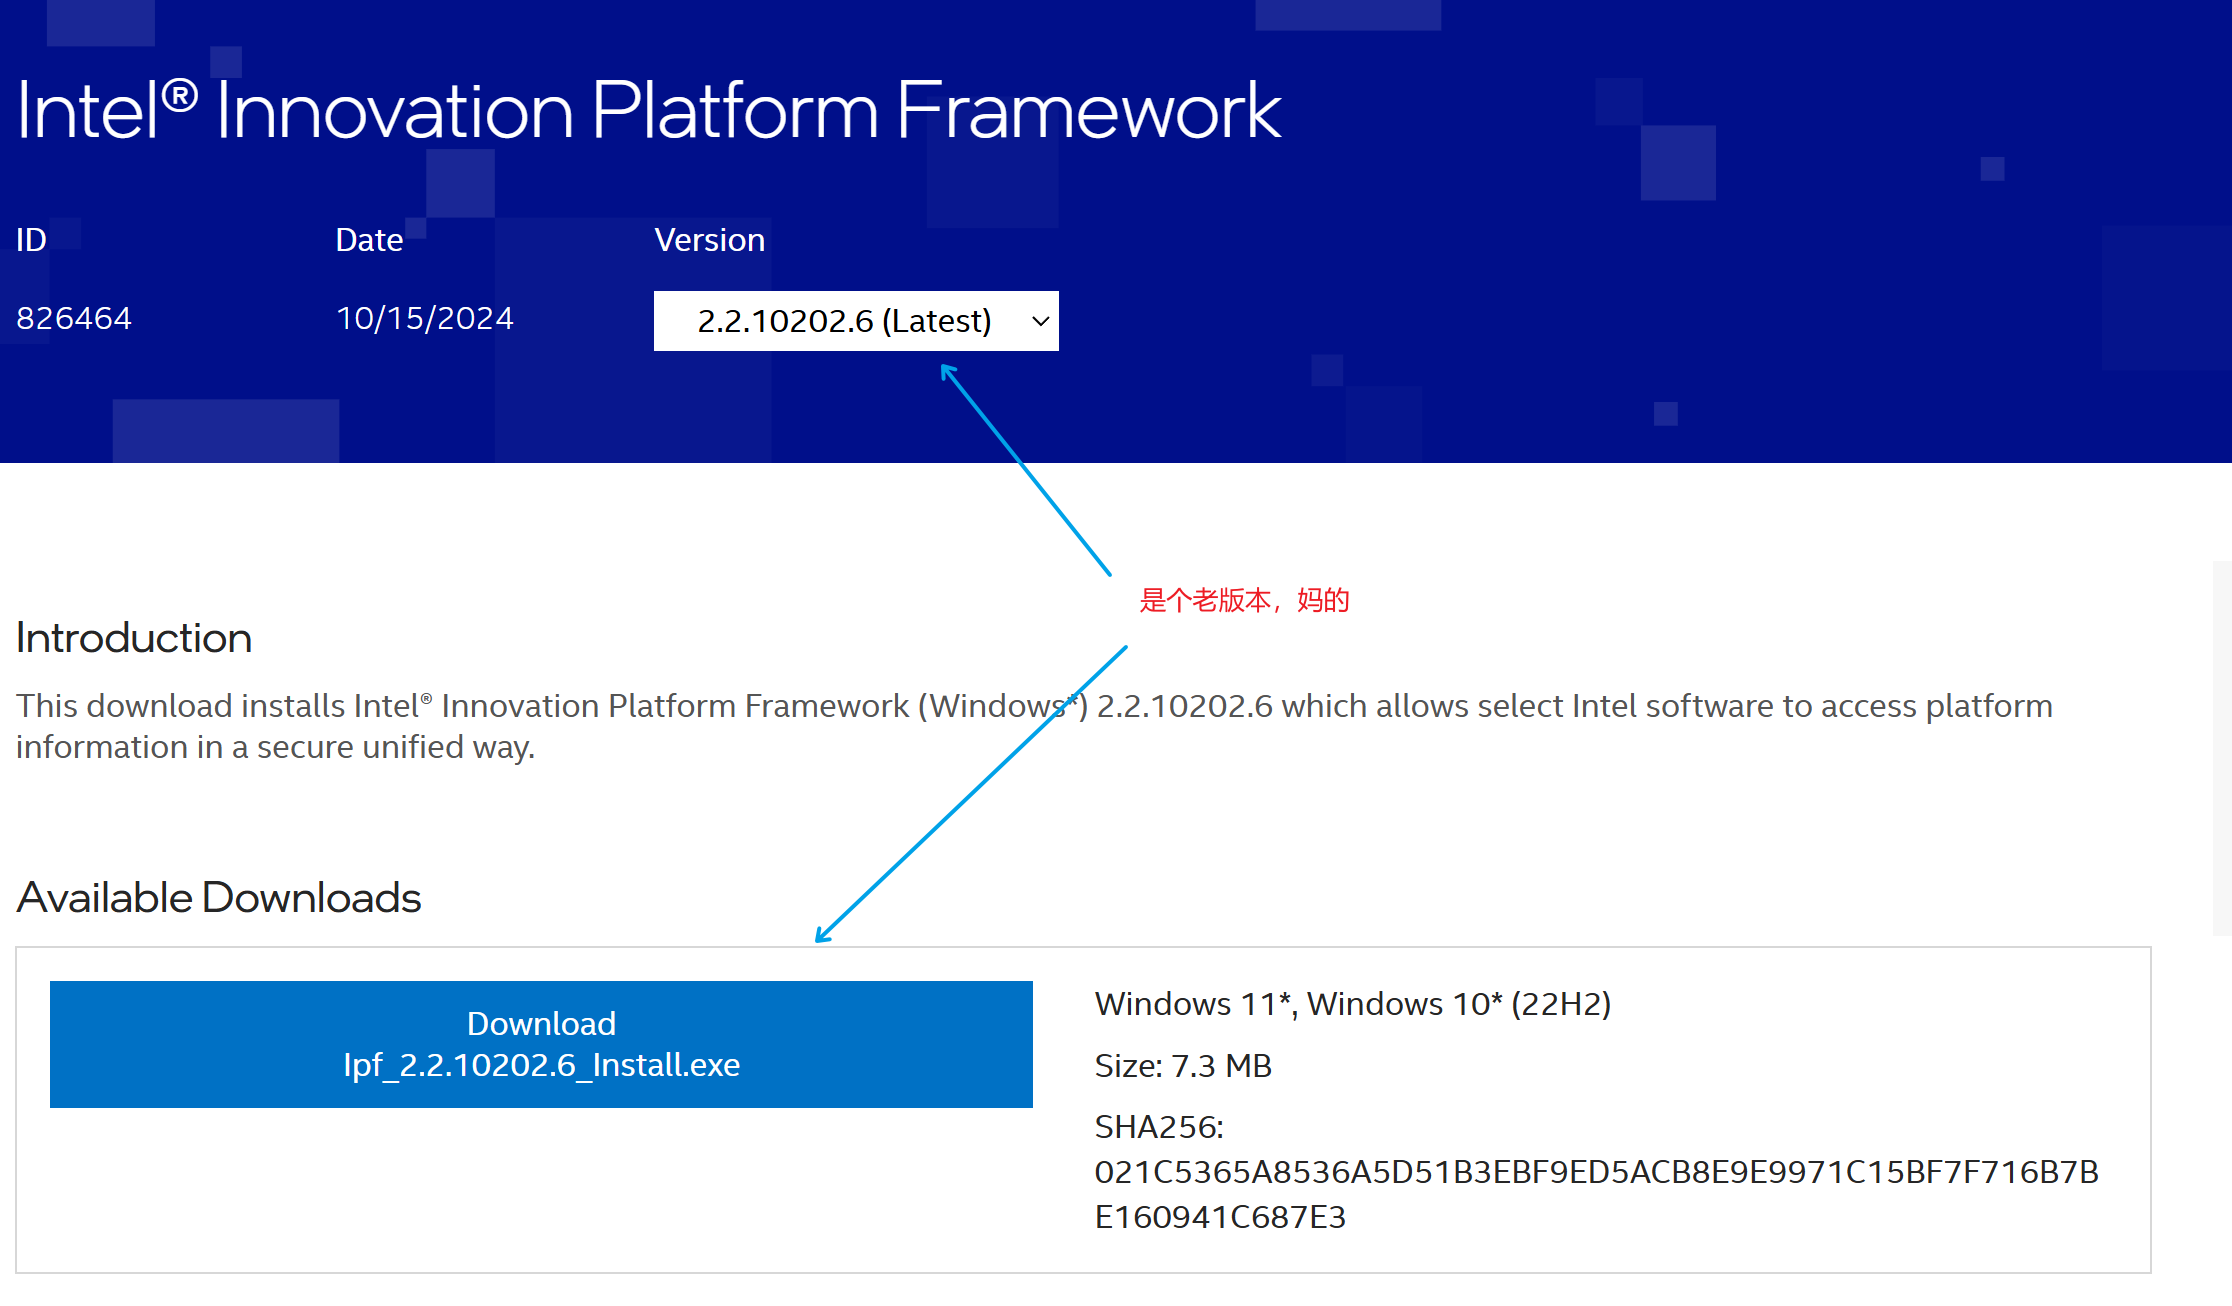 Intel® Innovation Platform Framework
ID
Date
Version
826464
10/15/2024
2.2.10202.6 (Latest)
是个老版本，妈的
Introduction
This download installs Intel® Innovation Platform Framework (Windows*) 2.2.10202.6 which allows select Intel software to access platform
information in a secure unified way.
Available Downloads
Download
Ipf_2.2.10202.6_Install.exe
Windows 11*, Windows 10* (22H2)
Size: 7.3 MB
SHA256:
021C5365A8536A5D51B3EBF9ED5ACB8E9E9971C15BF7F716B7B
E160941C687E3